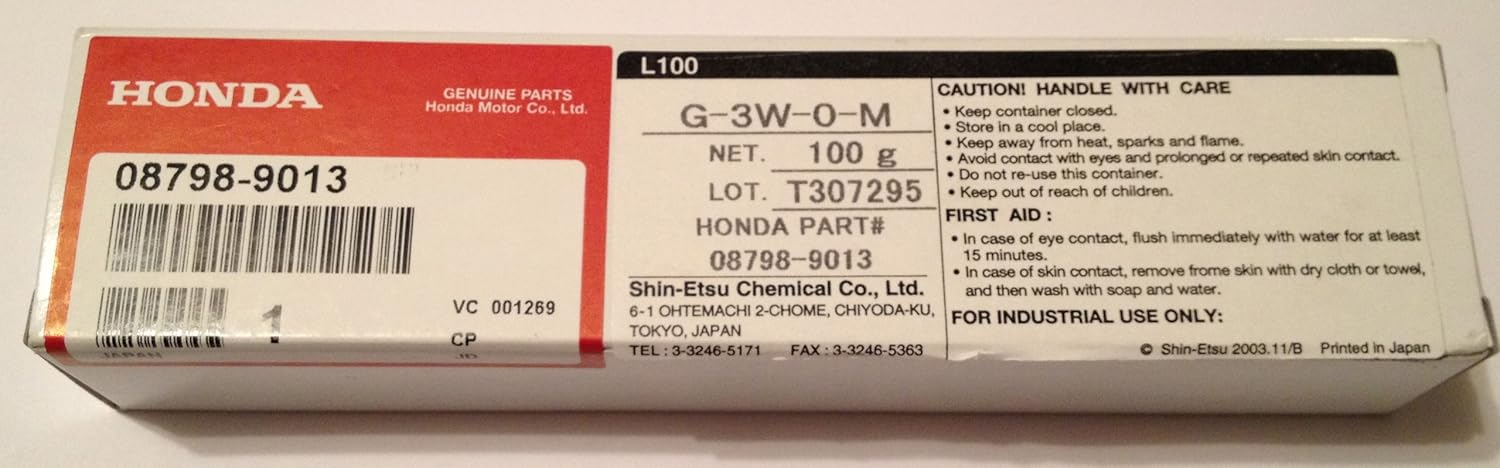 HONDA
GENUINE PARTS
Honda Motor Co., Ltd.
08798-9013
1
VC 001269
CP
JAPAN
JD
L100
G-3W-O-M
NET. 100 g
LOT. T307295
HONDA PART#
08798-9013
Shin-Etsu Chemical Co., Ltd.
6-1 OHTEMACHI 2-CHOME, CHIYODA-KU,
TOKYO, JAPAN
TEL : 3-3246-5171 FAX : 3-3246-5363
CAUTION! HANDLE WITH CARE
• Keep container closed.
• Store in a cool place.
• Keep away from heat, sparks and flame.
• Avoid contact with eyes and prolonged or repeated skin contact.
• Do not re-use this container.
• Keep out of reach of children.
FIRST AID :
• In case of eye contact, flush immediately with water for at least
15 minutes.
• In case of skin contact, remove frome skin with dry cloth or towel,
and then wash with soap and water.
FOR INDUSTRIAL USE ONLY:
© Shin-Etsu 2003.11/B Printed in Japan